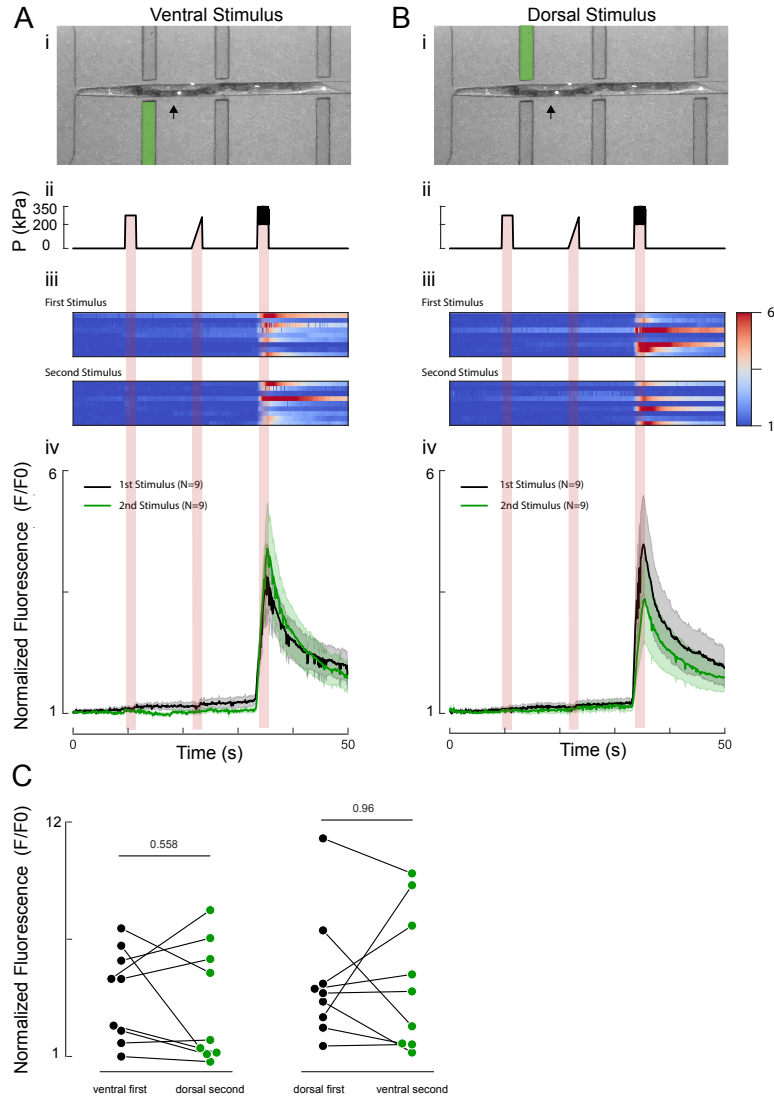 A
Ventral Stimulus
i
ii
P (kPa)
350
200
0
iii
First Stimulus
Second Stimulus
iv
Normalized Fluorescence (F/F0)
6
1
1st Stimulus (N=9)
2nd Stimulus (N=9)
0
50
Time (s)
B
Dorsal Stimulus
i
ii
iii
First Stimulus
Second Stimulus
6
1
iv
6
1
1st Stimulus (N=9)
2nd Stimulus (N=9)
0
50
Time (s)
C
Normalized Fluorescence (F/F0)
12
1
0.558
0.96
ventral first
dorsal second
dorsal first
ventral second